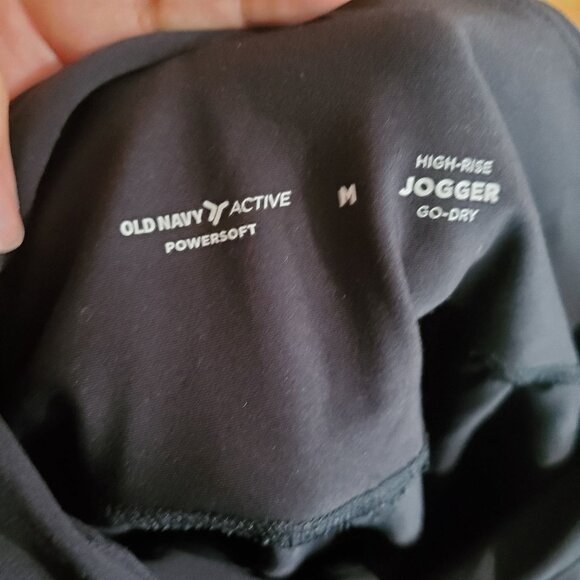 OLD NAVY ACTIVE
POWERSOFT
M
HIGH-RISE
JOGGER
GO-DRY